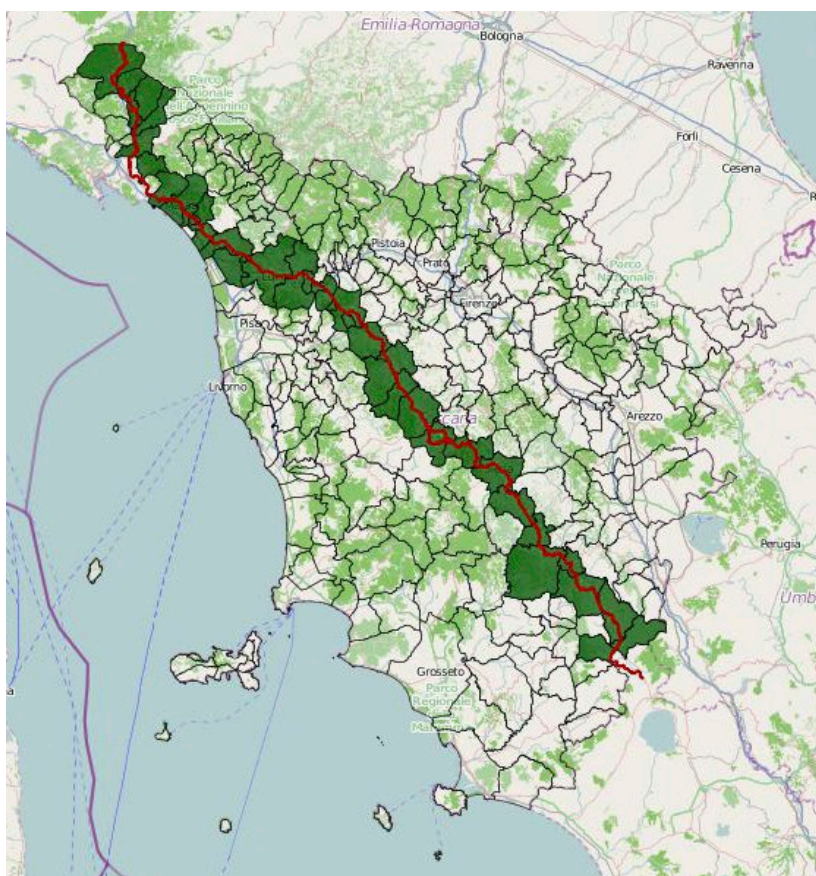 Emilia Romagna
Bologna
Ravenna
Parco
Nazionale
Forlì
Cesena
Pistoia
Prato
Parco
Nazionale
Firenze
Pisa
Livorno
Arezzo
Perugia
Umb
Grosseto
Parco
Regionale